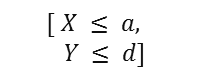 [ X ≤ a,
Y ≤ d]